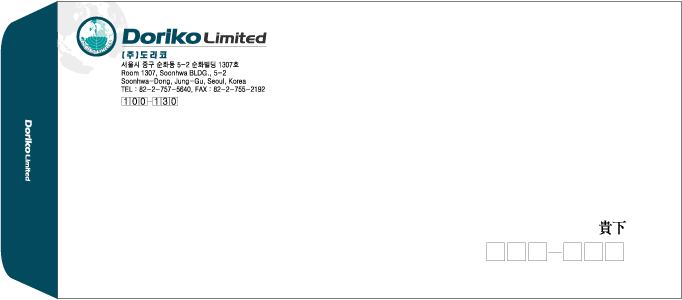 Doriko Limited
(주)도리코
서울시 중구 순화동 5-2 순화빌딩 1307호
Room 1307, Soonhwa BLDG., 5-2
Soonhwa-Dong, Jung-Gu, Seoul, Korea
TEL : 82-2-757-5640, FAX : 82-2-755-2192
100-130
Doriko Limited
貴下